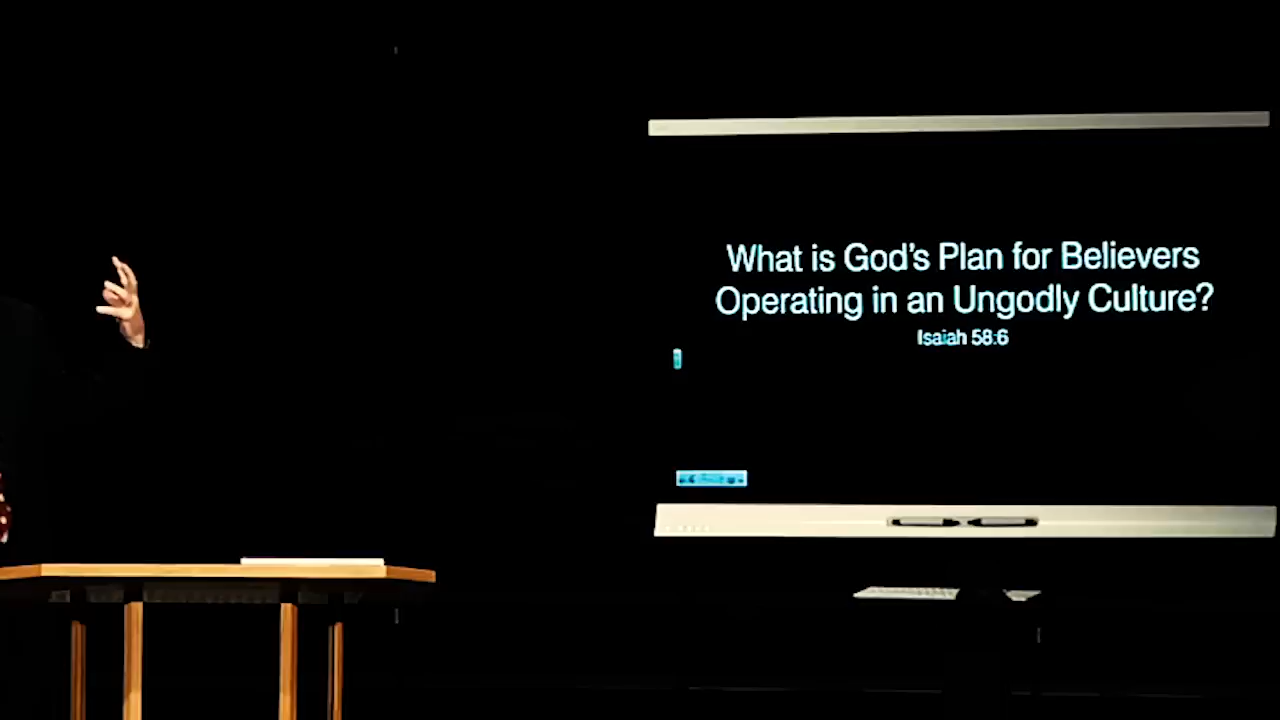 What is God's Plan for Believers
Operating in an Ungodly Culture?
Isaiah 58:6